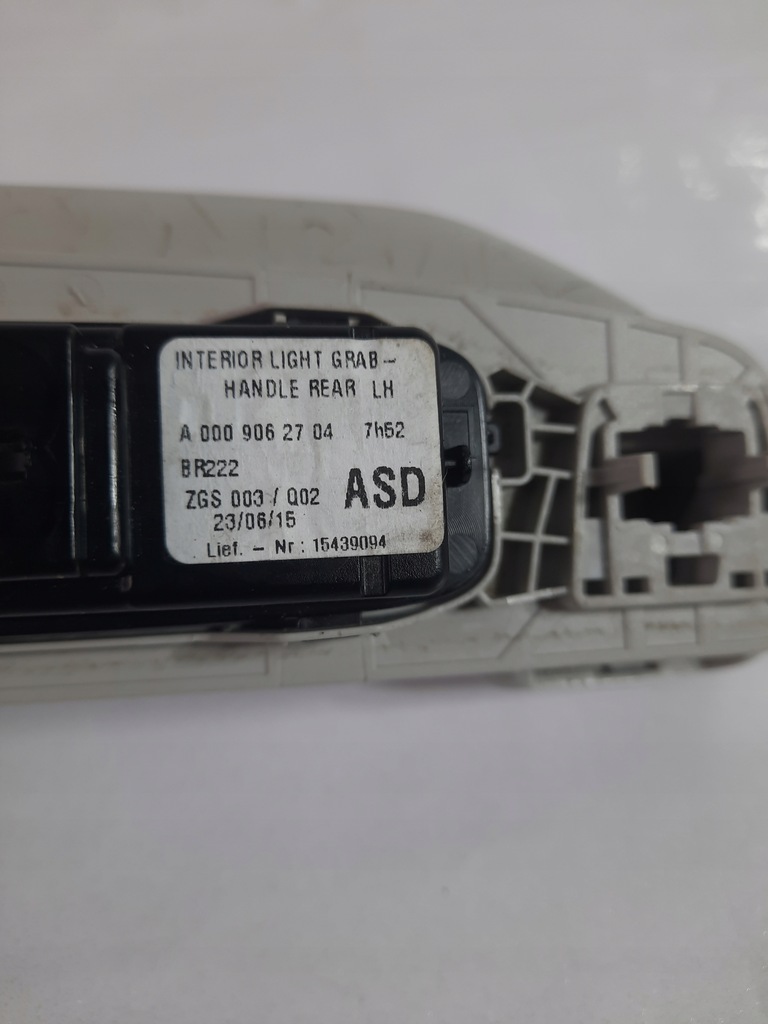 INTERIOR LIGHT GRAB-
HANDLE REAR LH
A 000 906 27 04 7h52
BR222
ZGS 003 / Q02 ASD
23/06/15
Lief. - Nr: 15439094